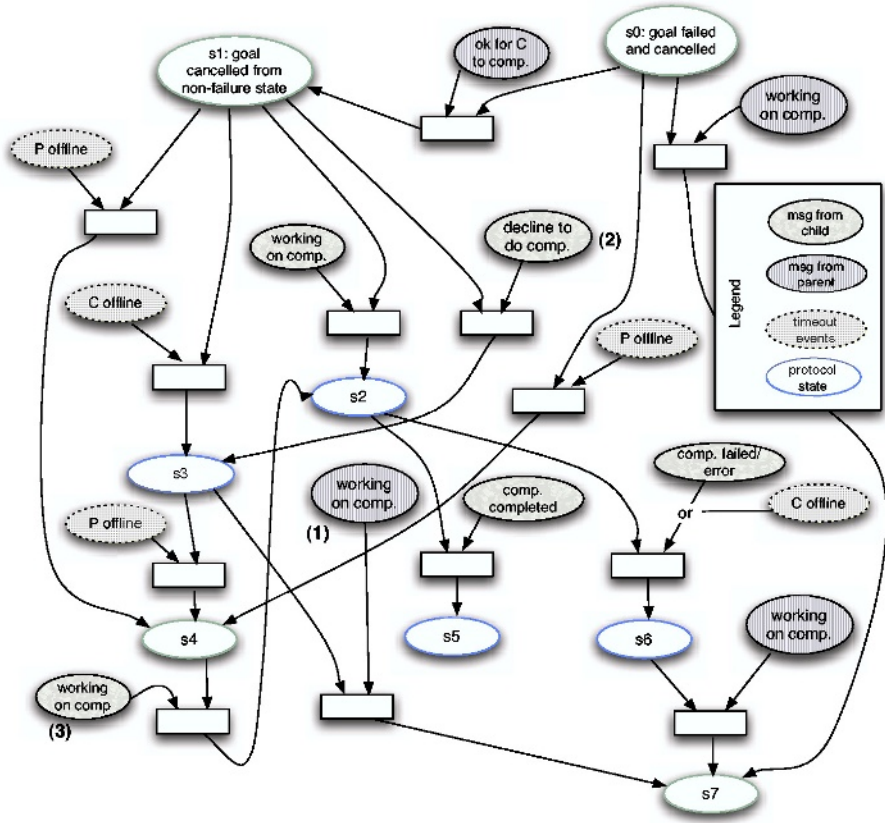 s1: goal
cancelled from
non-failure state
ok for C
to comp.
s0: goal failed
and cancelled
working
on comp.
P offline
working
on comp.
decline to
do comp.
(2)
C offline
P offline
Legend
msg from
child
msg from
parent
timeout
events
protocol
state
s2
s3
working
on comp.
(1)
comp.
completed
comp. failed/
error
or
C offline
P offline
s4
s5
s6
working
on comp.
working
on comp
(3)
s7